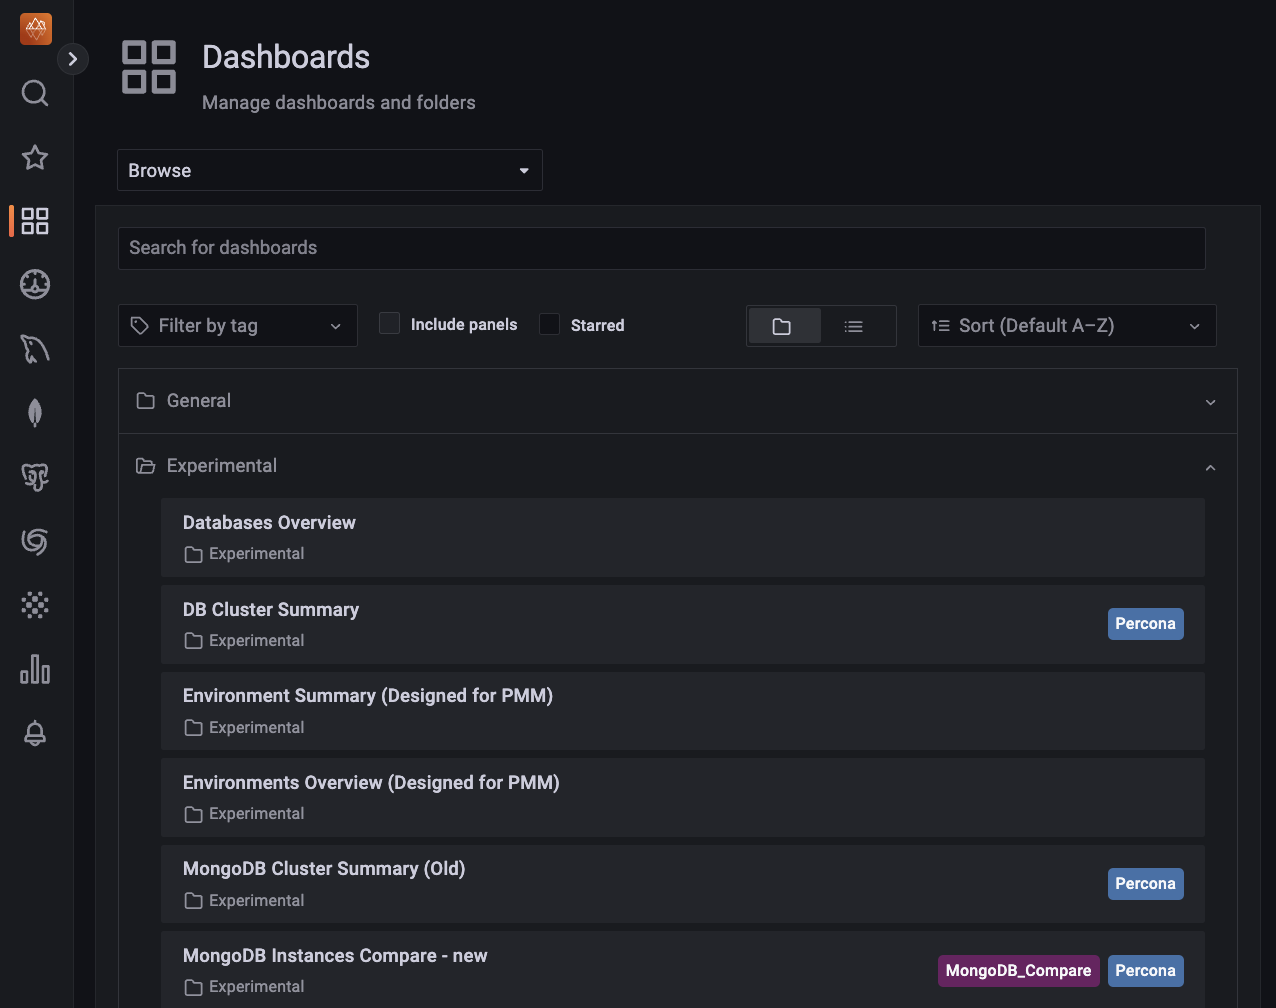 Dashboards
Manage dashboards and folders
Browse
Search for dashboards
Filter by tag
Include panels
Starred
Sort (Default A–Z)
General
Experimental
Databases Overview
Experimental
DB Cluster Summary
Experimental
Percona
Environment Summary (Designed for PMM)
Experimental
Environments Overview (Designed for PMM)
Experimental
MongoDB Cluster Summary (Old)
Experimental
Percona
MongoDB Instances Compare - new
Experimental
MongoDB_Compare
Percona